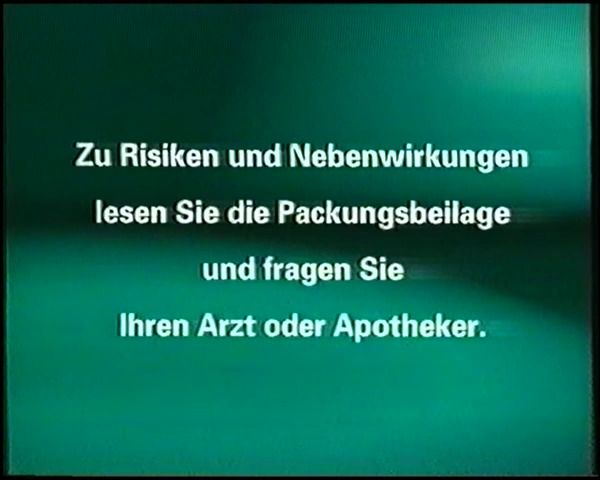 Zu Risiken und Nebenwirkungen
lesen Sie die Packungsbeilage
und fragen Sie
Ihren Arzt oder Apotheker.